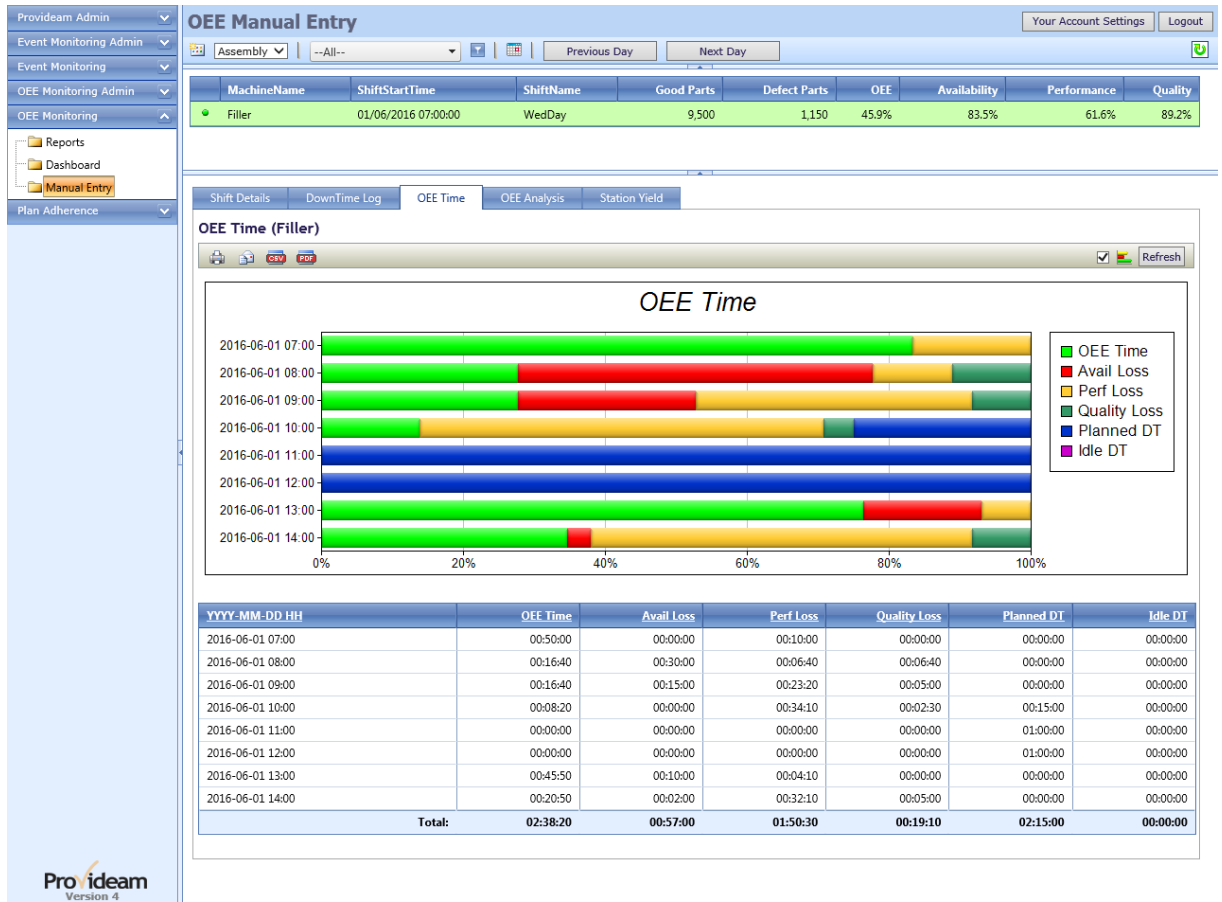 Provideam Admin
Event Monitoring Admin
Event Monitoring
OEE Monitoring Admin
OEE Monitoring
Reports
Dashboard
Manual Entry
Plan Adherence
Provideam
Version 4
OEE Manual Entry
Your Account Settings Logout
Assembly --All-- Previous Day Next Day
MachineName ShiftStartTime ShiftName Good Parts Defect Parts OEE Availability Performance Quality
Filler 01/06/2016 07:00:00 WedDay 9,500 1,150 45.9% 83.5% 61.6% 89.2%
Shift Details DownTime Log OEE Time OEE Analysis Station Yield
OEE Time (Filler)
CSV PDF Refresh
OEE Time
2016-06-01 07:00
2016-06-01 08:00
2016-06-01 09:00
2016-06-01 10:00
2016-06-01 11:00
2016-06-01 12:00
2016-06-01 13:00
2016-06-01 14:00
0% 20% 40% 60% 80% 100%
OEE Time
Avail Loss
Perf Loss
Quality Loss
Planned DT
Idle DT
YYYY-MM-DD HH OEE Time Avail Loss Perf Loss Quality Loss Planned DT Idle DT
2016-06-01 07:00 00:50:00 00:00:00 00:10:00 00:00:00 00:00:00 00:00:00
2016-06-01 08:00 00:16:40 00:30:00 00:06:40 00:06:40 00:00:00 00:00:00
2016-06-01 09:00 00:16:40 00:15:00 00:23:20 00:05:00 00:00:00 00:00:00
2016-06-01 10:00 00:08:20 00:00:00 00:34:10 00:02:30 00:15:00 00:00:00
2016-06-01 11:00 00:00:00 00:00:00 00:00:00 00:00:00 01:00:00 00:00:00
2016-06-01 12:00 00:00:00 00:00:00 00:00:00 00:00:00 01:00:00 00:00:00
2016-06-01 13:00 00:45:50 00:10:00 00:04:10 00:00:00 00:00:00 00:00:00
2016-06-01 14:00 00:20:50 00:02:00 00:32:10 00:05:00 00:00:00 00:00:00
Total: 02:38:20 00:57:00 01:50:30 00:19:10 02:15:00 00:00:00